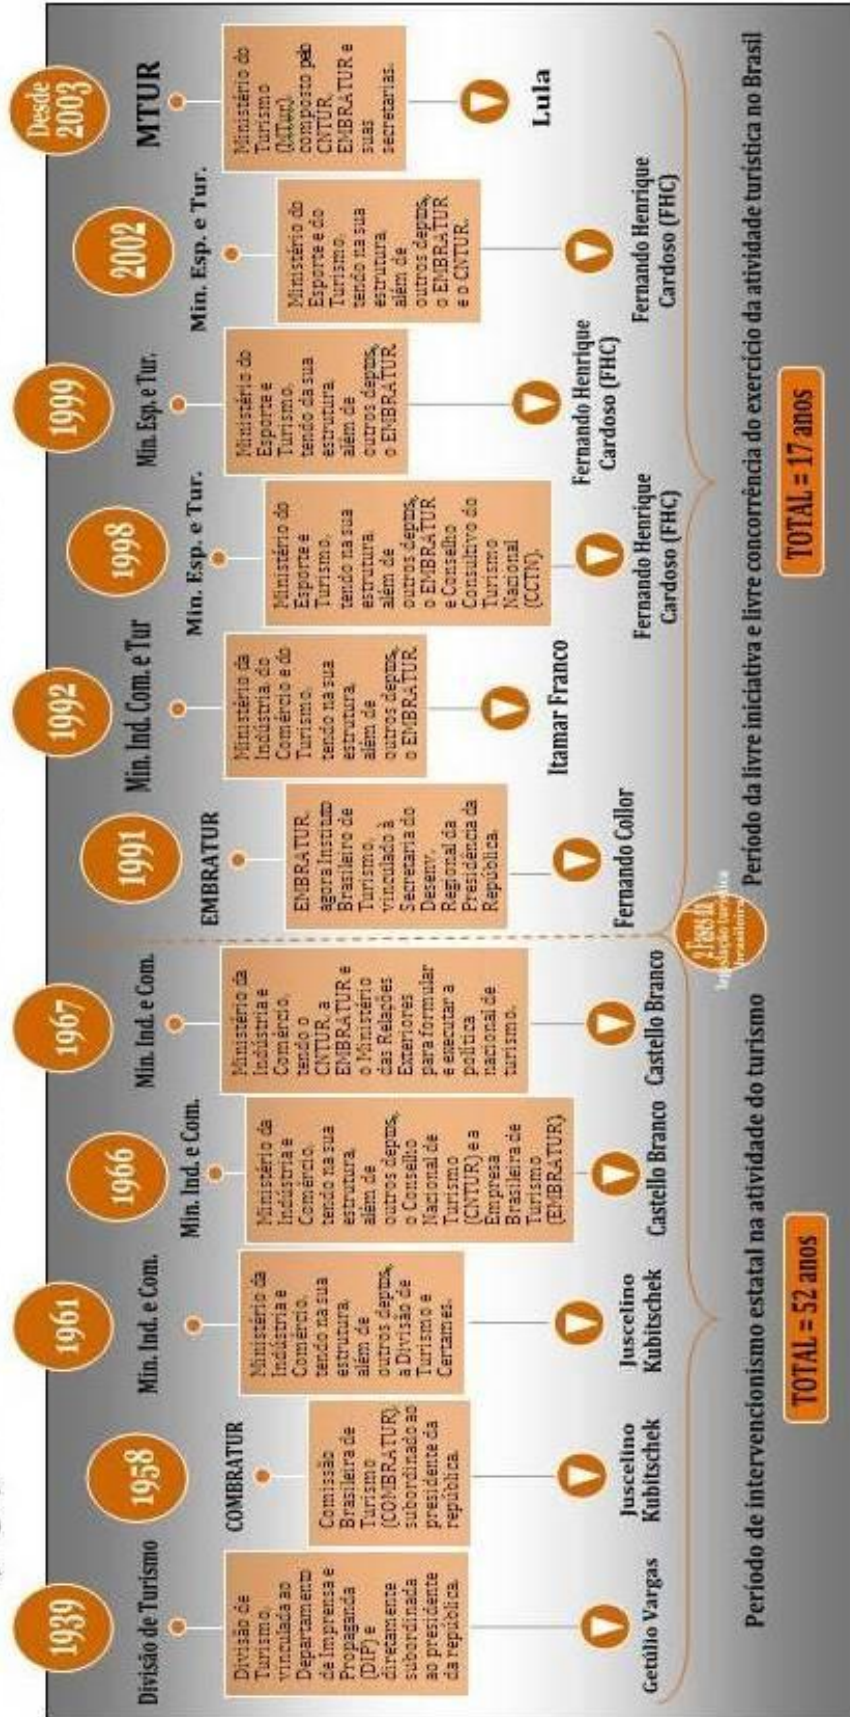 1939
Divisão de Turismo
Divisão de
Turismo,
vinculada ao
Departamento
de Imprensa e
Propaganda
(DIP) e
diretamente
subordinada
ao presidente
da república.
Getúlio Vargas
1958
COMBRATUR
Comissão
Brasileira de
Turismo
(COMBRATUR),
subordinado ao
presidente da
república.
Juscelino
Kubitschek
1961
Min. Ind. e Com.
Ministério da
Indústria e
Comércio,
tendo na sua
estrutura,
além de
outros deptos,
a Divisão de
Turismo e
Certames.
Juscelino
Kubitschek
1966
Min. Ind. e Com.
Ministério da
Indústria e
Comércio,
tendo na sua
estrutura,
além de
outros deptos,
o Conselho
Nacional de
Turismo
(CNTUR) e a
Empresa
Brasileira de
Turismo
(EMBRATUR)
Castello Branco
1967
Min. Ind. e Com.
Ministério da
Indústria e
Comércio,
tendo o
CNTUR, a
EMBRATUR e
o Ministério
das Relações
Exteriores
para formular
e executar a
política
nacional de
turismo.
Castello Branco
1991
EMBRATUR
EMBRATUR,
agora Instituto
Brasileiro de
Turismo,
vinculado à
Secretaria do
Desenv.
Regional da
Presidência da
República.
Fernando Collor
1992
Min. Ind. Com. e Tur
Ministério da
Indústria, do
Comércio e do
Turismo,
tendo na sua
estrutura,
além de
outros deptos,
o EMBRATUR.
Itamar Franco
1998
Min. Esp. e Tur.
Ministério do
Esporte e
Turismo,
tendo na sua
estrutura,
além de
outros deptos,
o EMBRATUR
e Conselho
Consultivo do
Turismo
Nacional
(CCTN).
Fernando Henrique
Cardoso (FHC)
1999
Min. Esp. e Tur.
Ministério do
Esporte e
Turismo,
tendo da sua
estrutura,
além de
outros deptos,
o EMBRATUR
Fernando Henrique
Cardoso (FHC)
2002
Min. Esp. e Tur.
Ministério do
Esporte e do
Turismo,
tendo na sua
estrutura,
além de
outros deptos,
o EMBRATUR
e o CNTUR.
Fernando Henrique
Cardoso (FHC)
Desde
2003
MTUR
Ministério do
Turismo
(MTur),
composto pelo
CNTUR,
EMBRATUR e
suas
secretarias.
Lula
Período de intervencionismo estatal na atividade do turismo
TOTAL = 52 anos
legislação turística
brasileira
Período da livre iniciativa e livre concorrência do exercício da atividade turística no Brasil
TOTAL = 17 anos